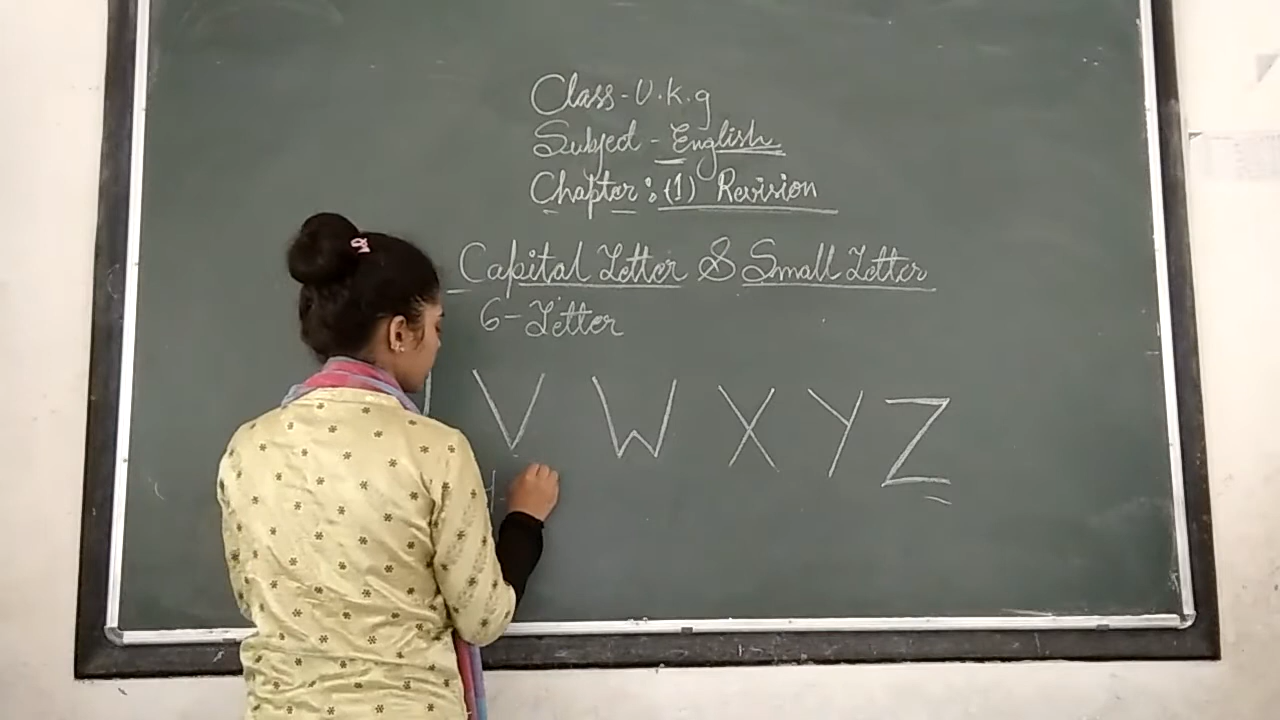 Class-U.K.g
Subject - English
Chapter : (1) Revision
Capital Letter & Small Letter
6-Letter
V W X Y Z